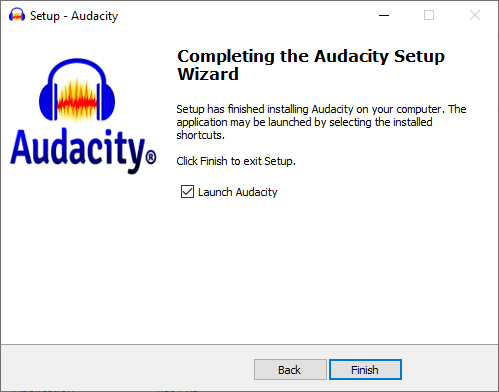 Setup - Audacity
Completing the Audacity Setup
Wizard
Audacity®
Setup has finished installing Audacity on your computer. The
application may be launched by selecting the installed
shortcuts.
Click Finish to exit Setup.
Launch Audacity
Back
Finish